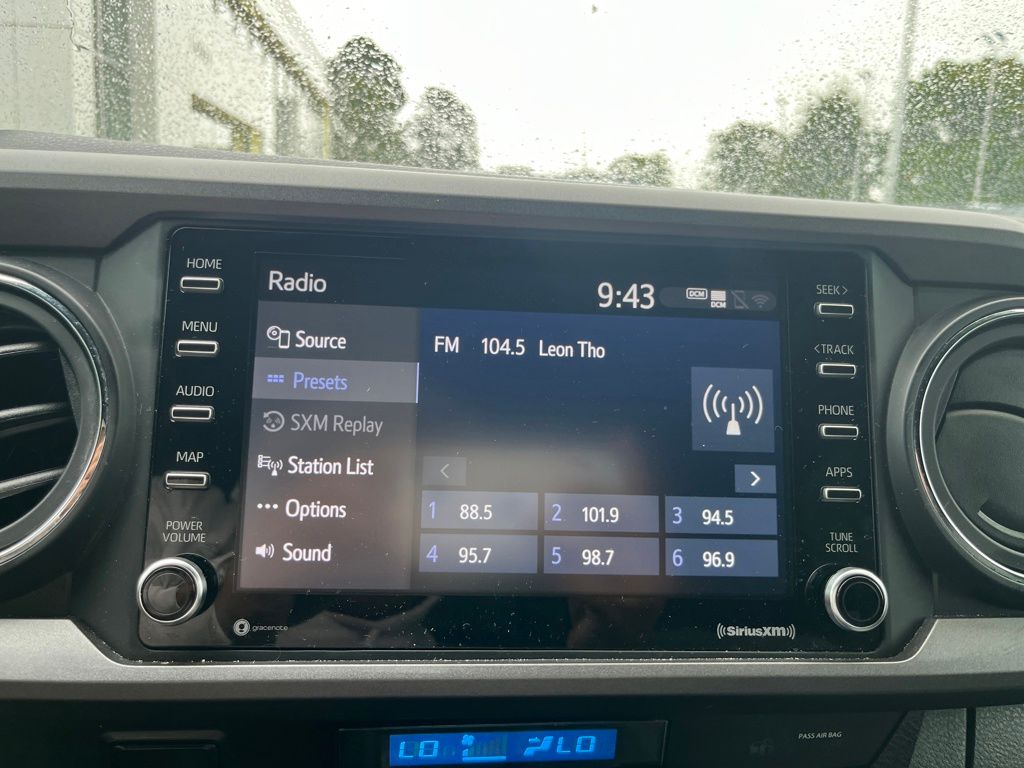 HOME
MENU
AUDIO
MAP
POWER
VOLUME
Radio
9:43
DCM
DCM
Source
Presets
SXM Replay
Station List
Options
Sound
FM 104.5 Leon Tho
1 88.5
2 101.9
3 94.5
4 95.7
5 98.7
6 96.9
SEEK >
< TRACK
PHONE
APPS
TUNE
SCROLL
gracenote
((SiriusXM))
LO
LO
PASS AIR BAG